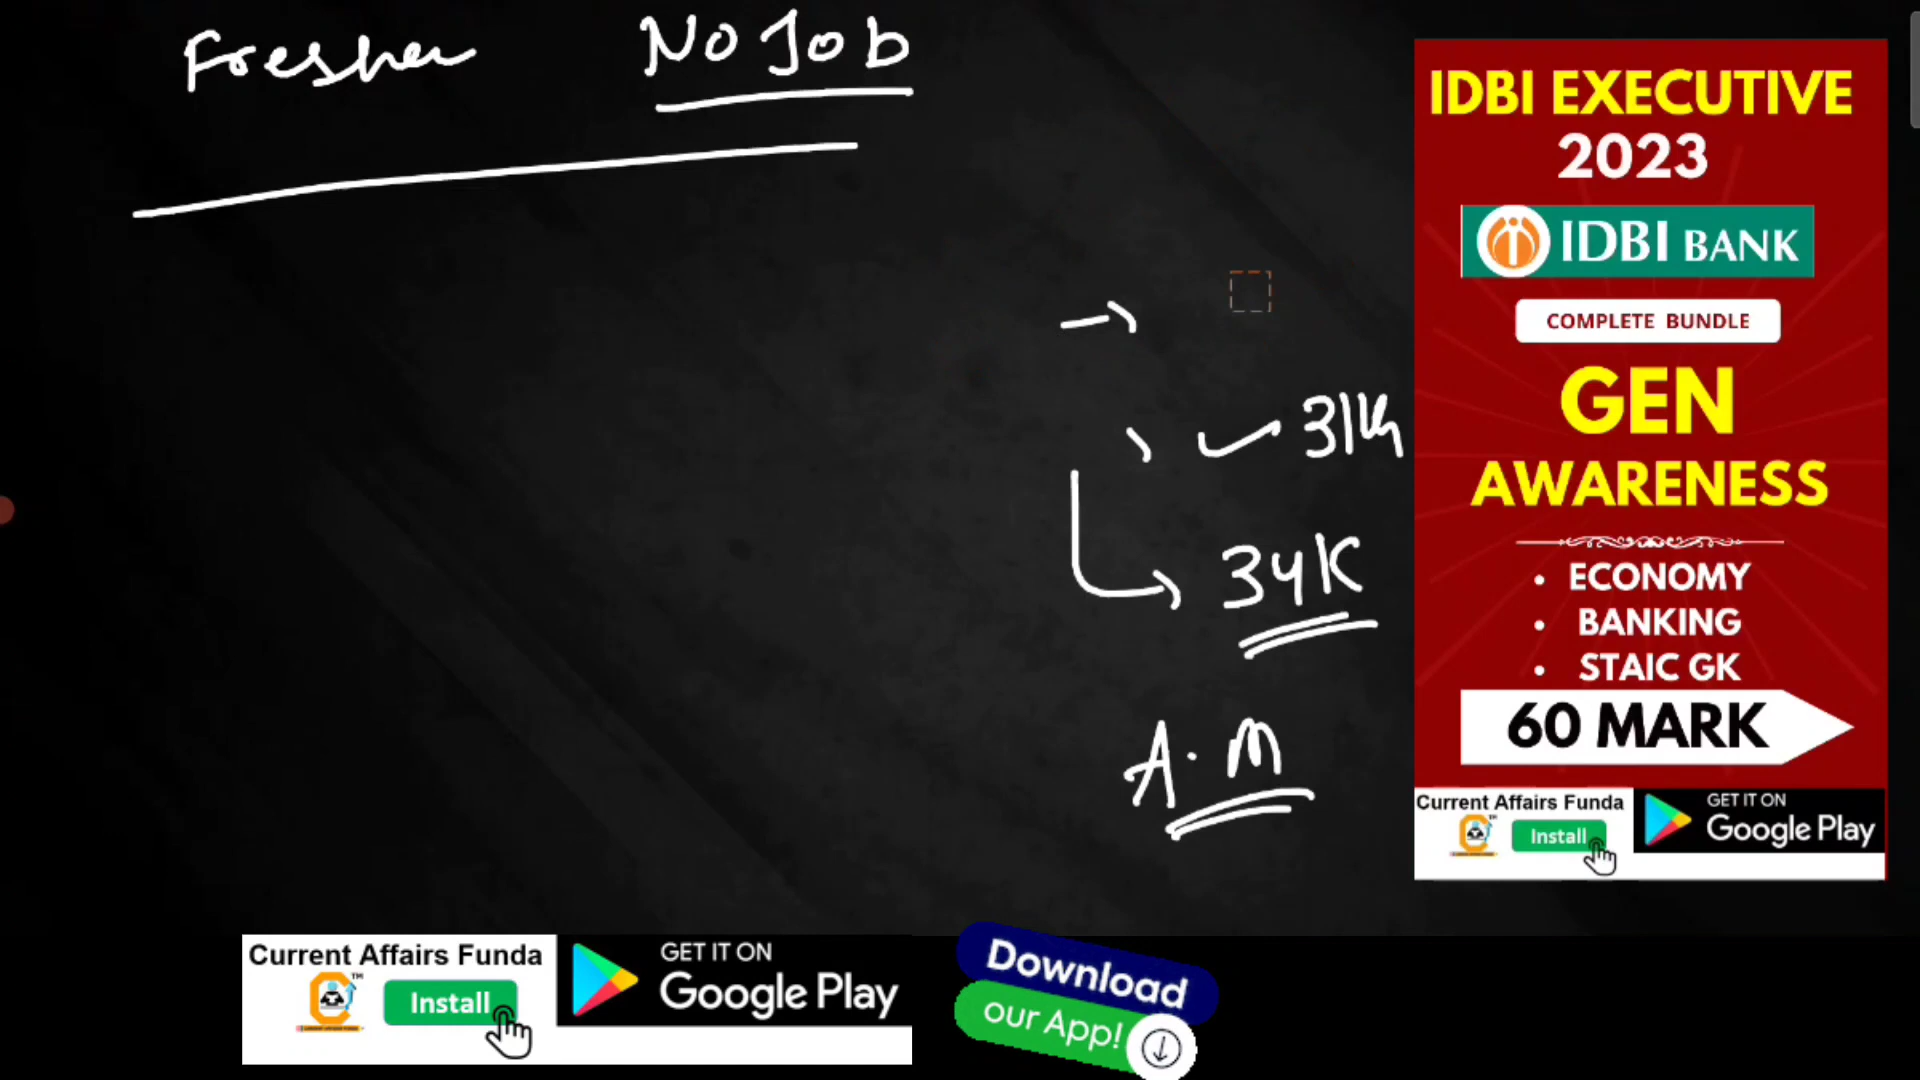 Fresher No Job
31k
34K
A.M
IDBI EXECUTIVE
2023
IDBI BANK
COMPLETE BUNDLE
GEN
AWARENESS
• ECONOMY
• BANKING
• STAIC GK
60 MARK
Current Affairs Funda
Install
GET IT ON
Google Play
Current Affairs Funda
TM
Install
GET IT ON
Google Play
Download
our App!